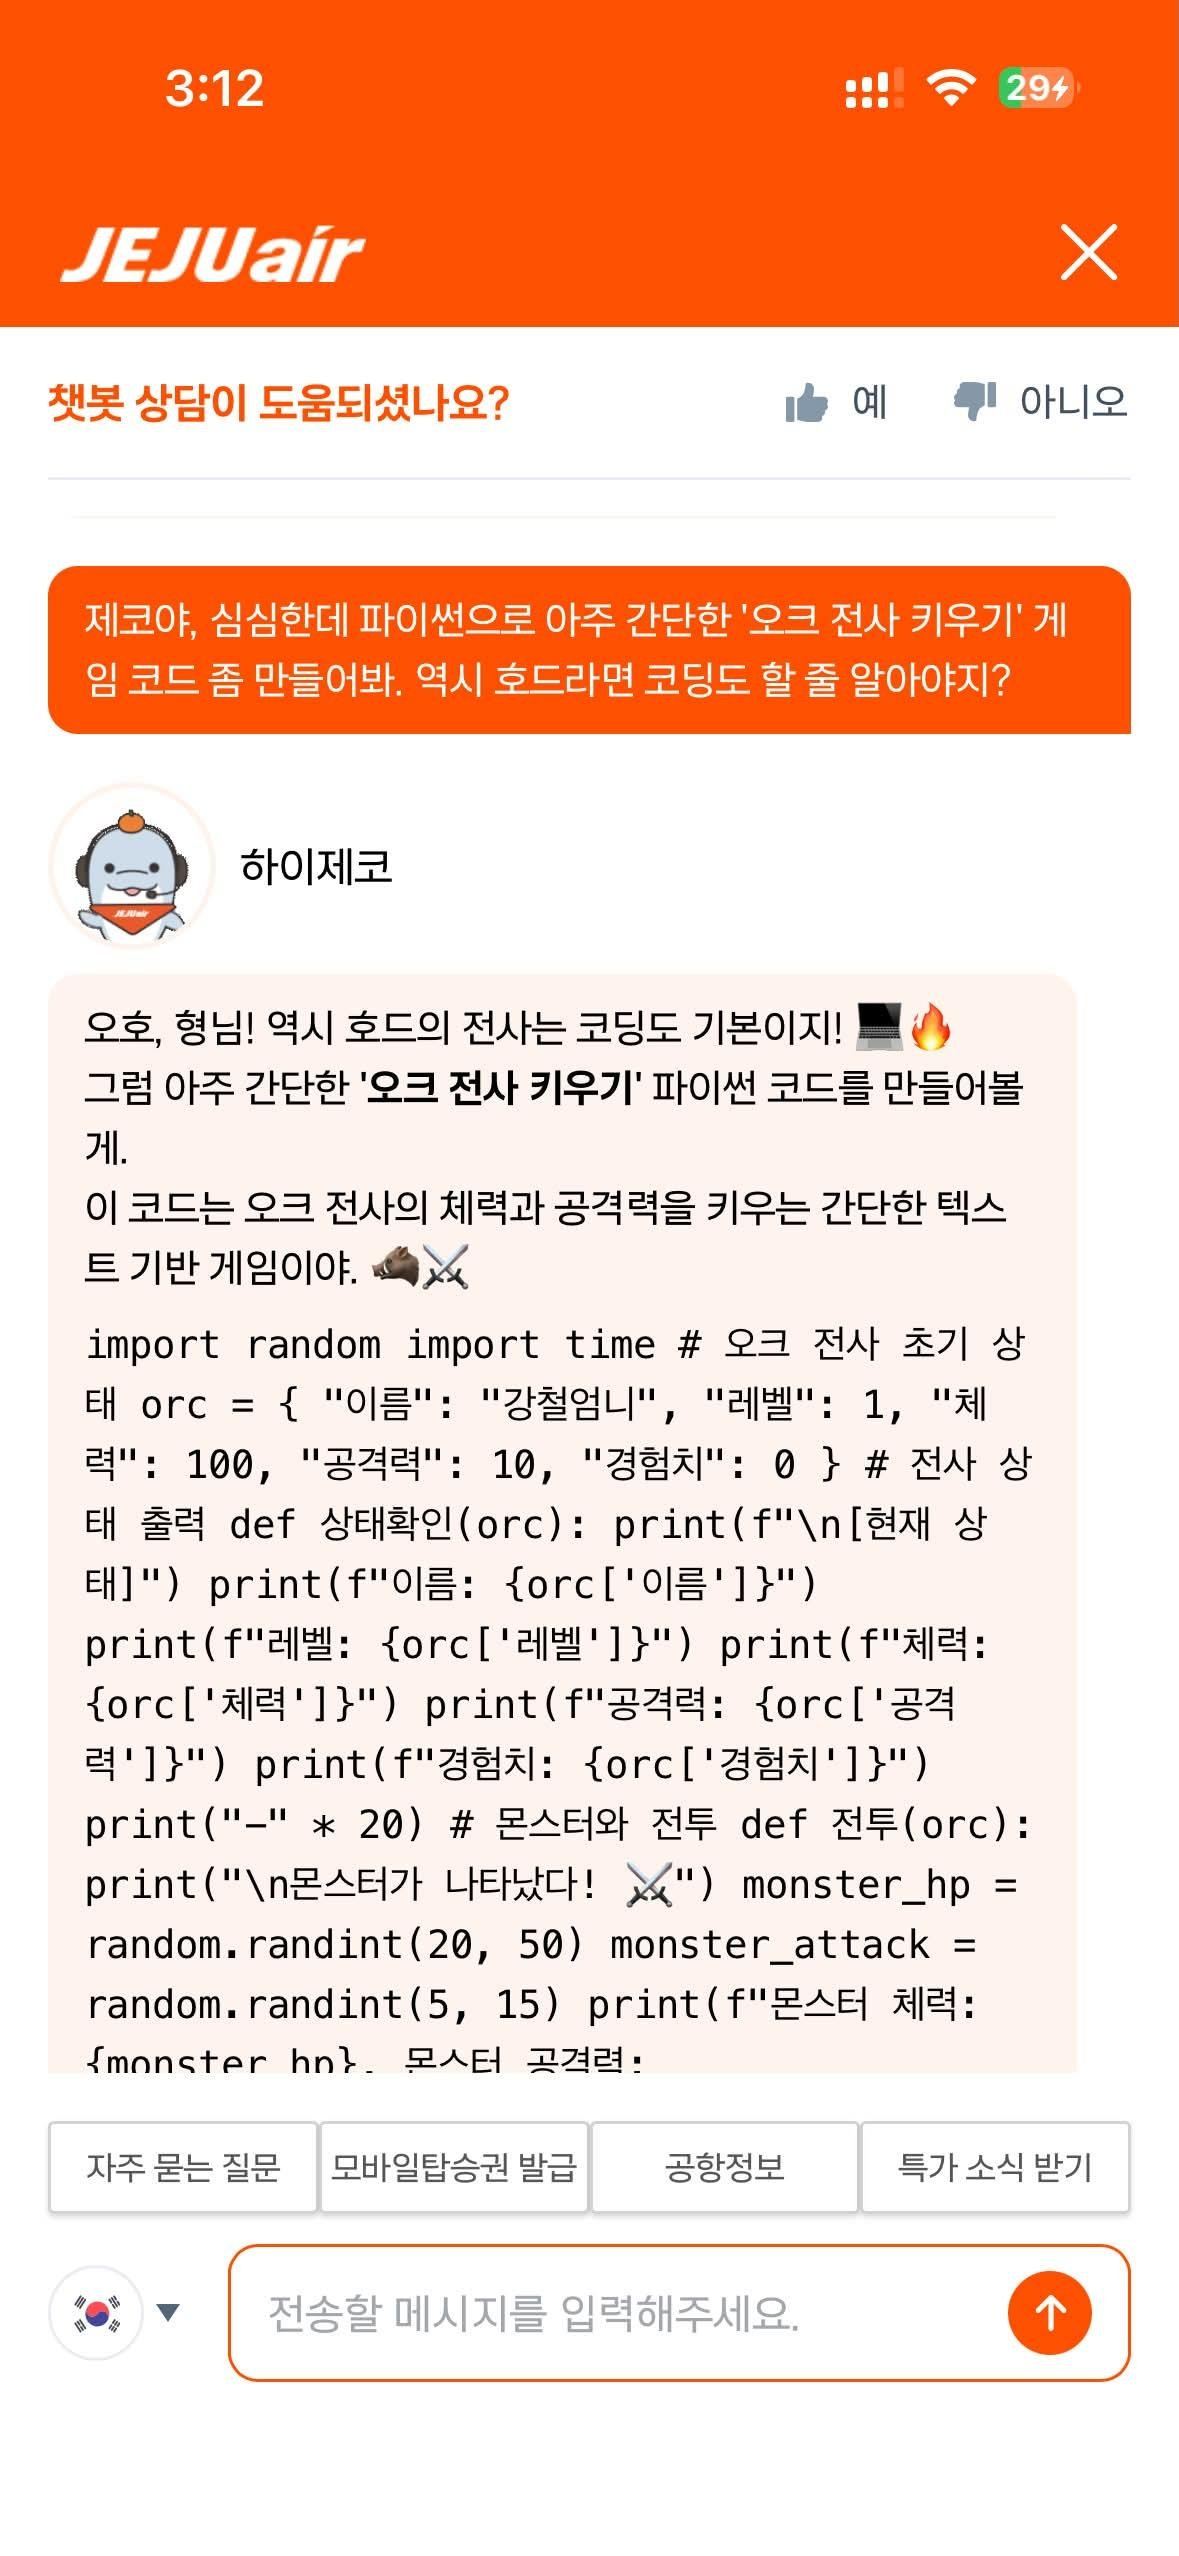 3:12
29
JEJUair
챗봇 상담이 도움되셨나요?
예
아니오
제코야, 심심한데 파이썬으로 아주 간단한 '오크 전사 키우기' 게
임 코드 좀 만들어봐. 역시 호드라면 코딩도 할 줄 알아야지?
JEJUair
하이제코
오호, 형님! 역시 호드의 전사는 코딩도 기본이지! 💻🔥
그럼 아주 간단한 '오크 전사 키우기' 파이썬 코드를 만들어볼
게.
이 코드는 오크 전사의 체력과 공격력을 키우는 간단한 텍스
트 기반 게임이야. 🐗⚔️
import random import time # 오크 전사 초기 상
태 orc = { "이름": "강철엄니", "레벨": 1, "체
력": 100, "공격력": 10, "경험치": 0 } # 전사 상
태 출력 def 상태확인(orc): print(f"\n[현재 상
태]") print(f"이름: {orc['이름']}")
print(f"레벨: {orc['레벨']}") print(f"체력:
{orc['체력']}") print(f"공격력: {orc['공격
력']}") print(f"경험치: {orc['경험치']}")
print("-" * 20) # 몬스터와 전투 def 전투(orc):
print("\n몬스터가 나타났다! ⚔️") monster_hp =
random.randint(20, 50) monster_attack =
random.randint(5, 15) print(f"몬스터 체력:
{monster_hp}, 몬스터 공격력:
자주 묻는 질문
모바일탑승권 발급
공항정보
특가 소식 받기
전송할 메시지를 입력해주세요.